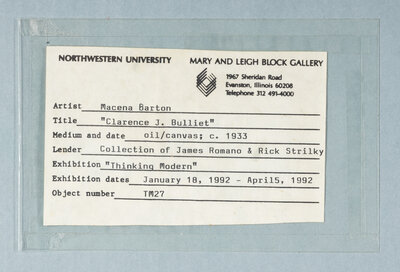 NORTHWESTERN UNIVERSITY MARY AND LEIGH BLOCK GALLERY
1967 Sheridan Road
Evanston, Illinois 60208
Telephone 312 491-4000
Artist Macena Barton
Title "Clarence J. Bulliet"
Medium and date oil/canvas; c. 1933
Lender Collection of James Romano & Rick Strilky
Exhibition "Thinking Modern"
Exhibition dates January 18, 1992 - April5, 1992
Object number TM27